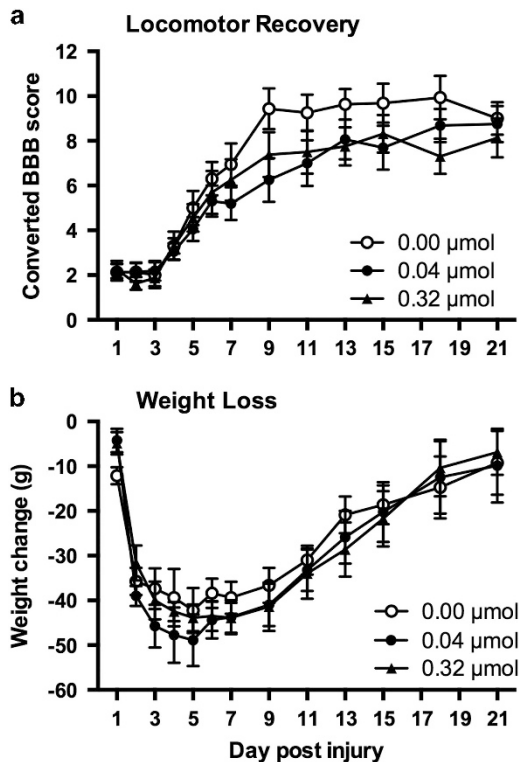 a Locomotor Recovery
Converted BBB score
12
10
8
6
4
2
0
0.00 µmol
0.04 µmol
0.32 µmol
1 3 5 7 9 11 13 15 17 19 21
b Weight Loss
Weight change (g)
0
-10
-20
-30
-40
-50
-60
0.00 µmol
0.04 µmol
0.32 µmol
1 3 5 7 9 11 13 15 17 19 21
Day post injury